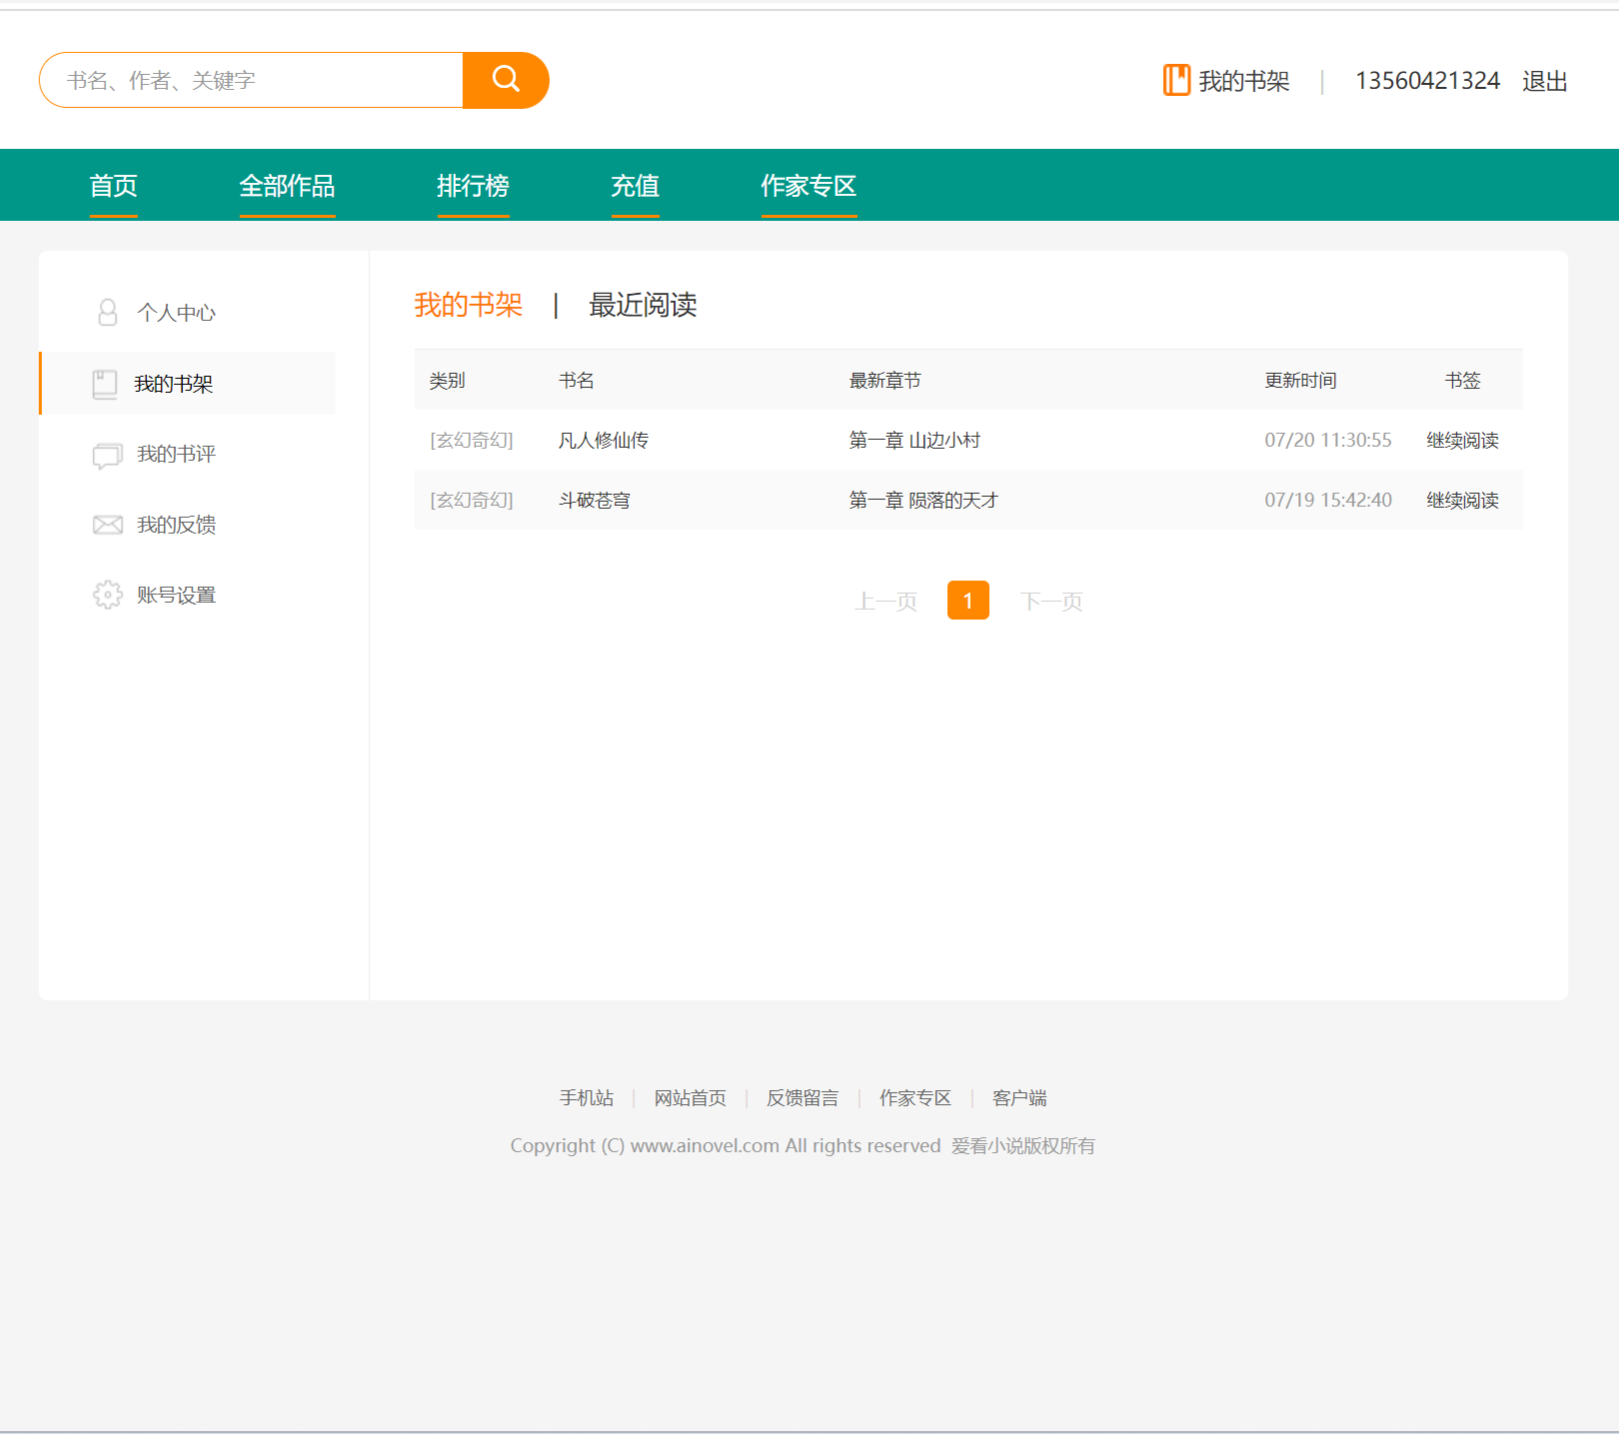 书名、作者、关键字
我的书架 | 13560421324 退出
首页 全部作品 排行榜 充值 作家专区
个人中心
我的书架
我的书评
我的反馈
账号设置
我的书架 | 最近阅读
类别 书名 最新章节 更新时间 书签
[玄幻奇幻] 凡人修仙传 第一章 山边小村 07/20 11:30:55 继续阅读
[玄幻奇幻] 斗破苍穹 第一章 陨落的天才 07/19 15:42:40 继续阅读
上一页 1 下一页
手机站 | 网站首页 | 反馈留言 | 作家专区 | 客户端
Copyright (C) www.ainovel.com All rights reserved 爱看小说版权所有